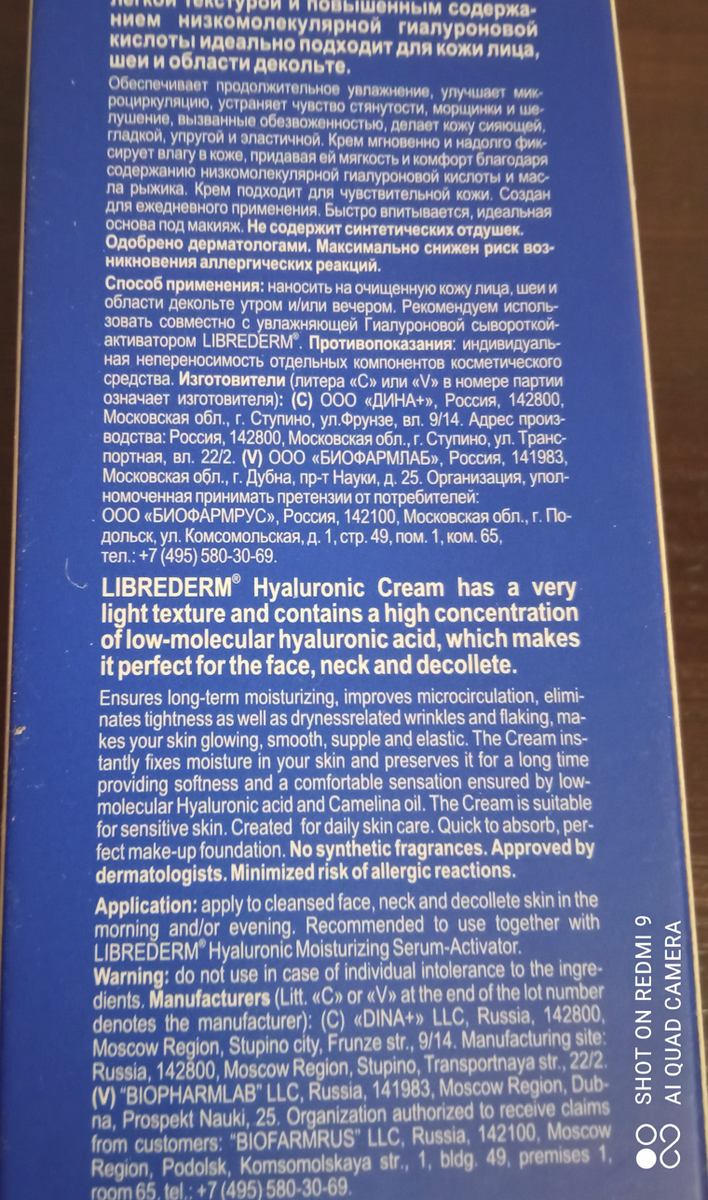 легкой текстурой и повышенным содержа-
нием низкомолекулярной гиалуроновой
кислоты идеально подходит для кожи лица,
шеи и области декольте.
Обеспечивает продолжительное увлажнение, улучшает мик-
роциркуляцию, устраняет чувство стянутости, морщинки и ше-
лушение, вызванные обезвоженностью, делает кожу сияющей,
гладкой, упругой и эластичной. Крем мгновенно и надолго фик-
сирует влагу в коже, придавая ей мягкость и комфорт благодаря
содержанию низкомолекулярной гиалуроновой кислоты и мас-
ла рыжика. Крем подходит для чувствительной кожи. Создан
для ежедневного применения. Быстро впитывается, идеальная
основа под макияж. Не содержит синтетических отдушек.
Одобрено дерматологами. Максимально снижен риск воз-
никновения аллергических реакций.
Способ применения: наносить на очищенную кожу лица, шеи и
области декольте утром и/или вечером. Рекомендуем исполь-
зовать совместно с увлажняющей Гиалуроновой сывороткой-
активатором LIBREDERM®. Противопоказания: индивидуаль-
ная непереносимость отдельных компонентов косметического
средства. Изготовители (литера «C» или «V» в номере партии
означает изготовителя): (C) ООО «ДИНА+», Россия, 142800,
Московская обл., г. Ступино, ул.Фрунзе, вл. 9/14. Адрес произ-
водства: Россия, 142800, Московская обл., г. Ступино, ул. Транс-
портная, вл. 22/2. (V) ООО «БИОФАРМЛАБ», Россия, 141983,
Московская обл., г. Дубна, пр-т Науки, д. 25. Организация, упол-
номоченная принимать претензии от потребителей:
ООО «БИОФАРМРУС», Россия, 142100, Московская обл., г. По-
дольск, ул. Комсомольская, д. 1, стр. 49, пом. 1, ком. 65,
тел.: +7 (495) 580-30-69.
LIBREDERM® Hyaluronic Cream has a very
light texture and contains a high concentration
of low-molecular hyaluronic acid, which makes
it perfect for the face, neck and decollete.
Ensures long-term moisturizing, improves microcirculation, elimi-
nates tightness as well as drynessrelated wrinkles and flaking, ma-
kes your skin glowing, smooth, supple and elastic. The Cream ins-
tantly fixes moisture in your skin and preserves it for a long time
providing softness and a comfortable sensation ensured by low-
molecular Hyaluronic acid and Camelina oil. The Cream is suitable
for sensitive skin. Created for daily skin care. Quick to absorb, per-
fect make-up foundation. No synthetic fragrances. Approved by
dermatologists. Minimized risk of allergic reactions.
Application: apply to cleansed face, neck and decollete skin in the
morning and/or evening. Recommended to use together with
LIBREDERM® Hyaluronic Moisturizing Serum-Activator.
Warning: do not use in case of individual intolerance to the ingre-
dients. Manufacturers (Litt. «C» or «V» at the end of the lot number
denotes the manufacturer): (C) «DINA+» LLC, Russia, 142800,
Moscow Region, Stupino city, Frunze str., 9/14. Manufacturing site:
Russia, 142800, Moscow Region, Stupino, Transportnaya str., 22/2.
(V) "BIOPHARMLAB" LLC, Russia, 141983, Moscow Region, Dub-
na, Prospekt Nauki, 25. Organization authorized to receive claims
from customers: "BIOFARMRUS" LLC, Russia, 142100, Moscow
Region, Podolsk, Komsomolskaya str., 1, bldg. 49, premises 1,
room 65, tel.: +7 (495) 580-30-69.
SHOT ON REDMI 9
AI QUAD CAMERA